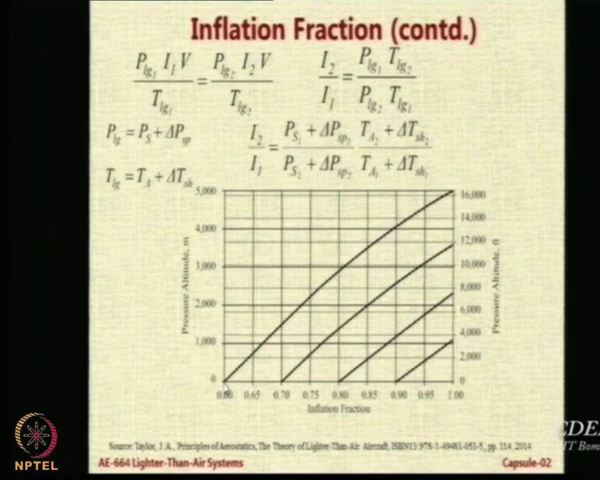 Inflation Fraction (contd.)
P_lg1 I_1 V / T_lg1 = P_lg2 I_2 V / T_lg2
I_2 / I_1 = P_lg1 T_lg2 / P_lg2 T_lg1
P_lg = P_S + ΔP_sp
I_2 / I_1 = P_S1 + ΔP_sp1 / P_S2 + ΔP_sp2 T_A2 + ΔT_sh2 / T_A1 + ΔT_sh1
T_lg = T_A + ΔT_sh
5,000
4,000
3,000
2,000
1,000
0
Pressure Altitude, m
16,000
14,000
12,000
10,000
8,000
6,000
4,000
2,000
0
Pressure Altitude, ft
0.60 0.65 0.70 0.75 0.80 0.85 0.90 0.95 1.00
Inflation Fraction
Source: Taylor, J. A., Principles of Aerostatics, The Theory of Lighter-Than-Air Aircraft, ISBN13:978-1-49481-053-5,, pp. 114, 2014
AE-664 Lighter-Than-Air Systems
Capsule-02
NPTEL
CDE
IT Bom